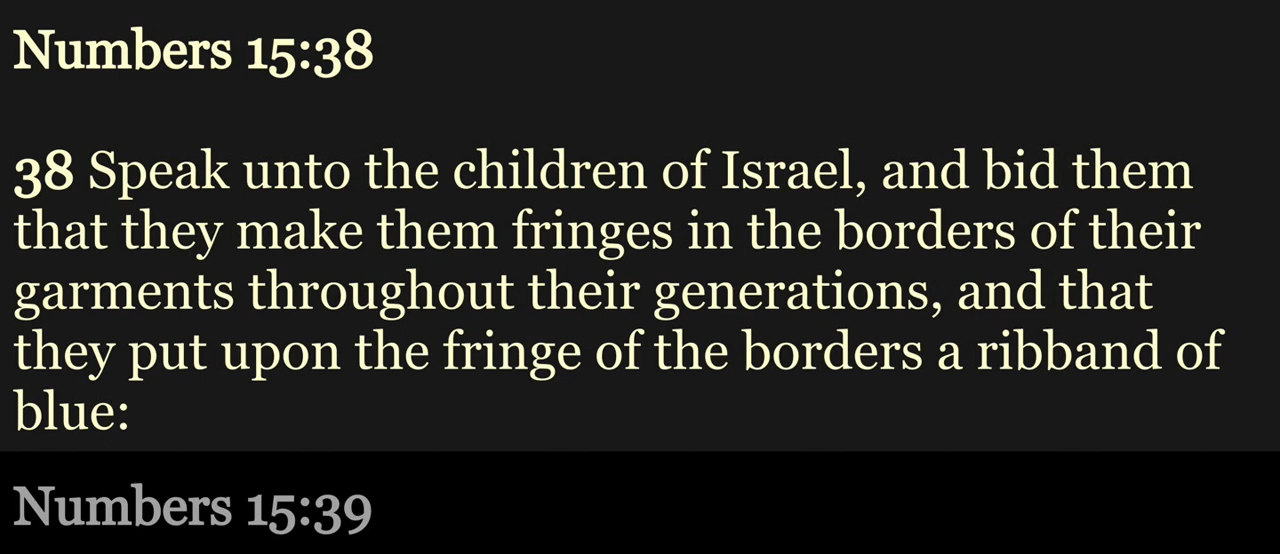 Numbers 15:38
38 Speak unto the children of Israel, and bid them
that they make them fringes in the borders of their
garments throughout their generations, and that
they put upon the fringe of the borders a ribband of
blue:
Numbers 15:39